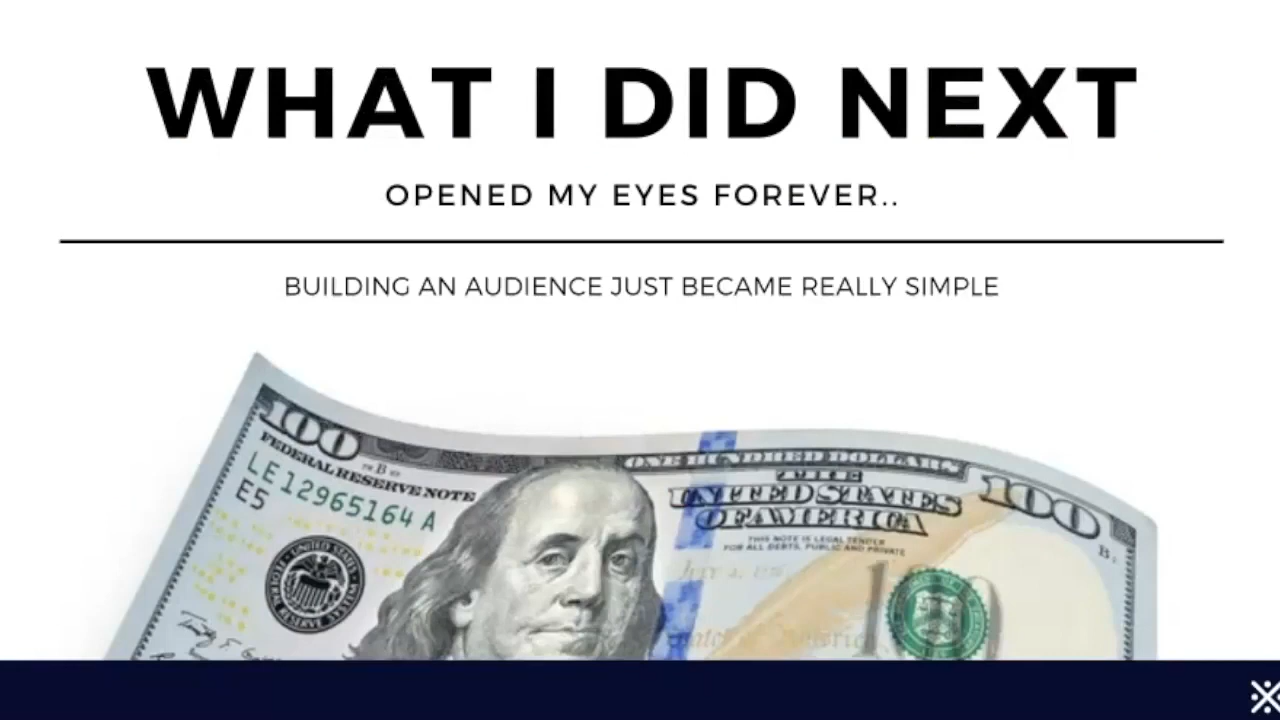 WHAT I DID NEXT
OPENED MY EYES FOREVER..
BUILDING AN AUDIENCE JUST BECAME REALLY SIMPLE
100
FEDERAL RESERVE NOTE
LE 12965164 A
E5
ONE HUNDRED DOLLARS
THE
UNITED STATES
OF AMERICA
THIS NOTE IS LEGAL TENDER
FOR ALL DEBTS, PUBLIC AND PRIVATE
100